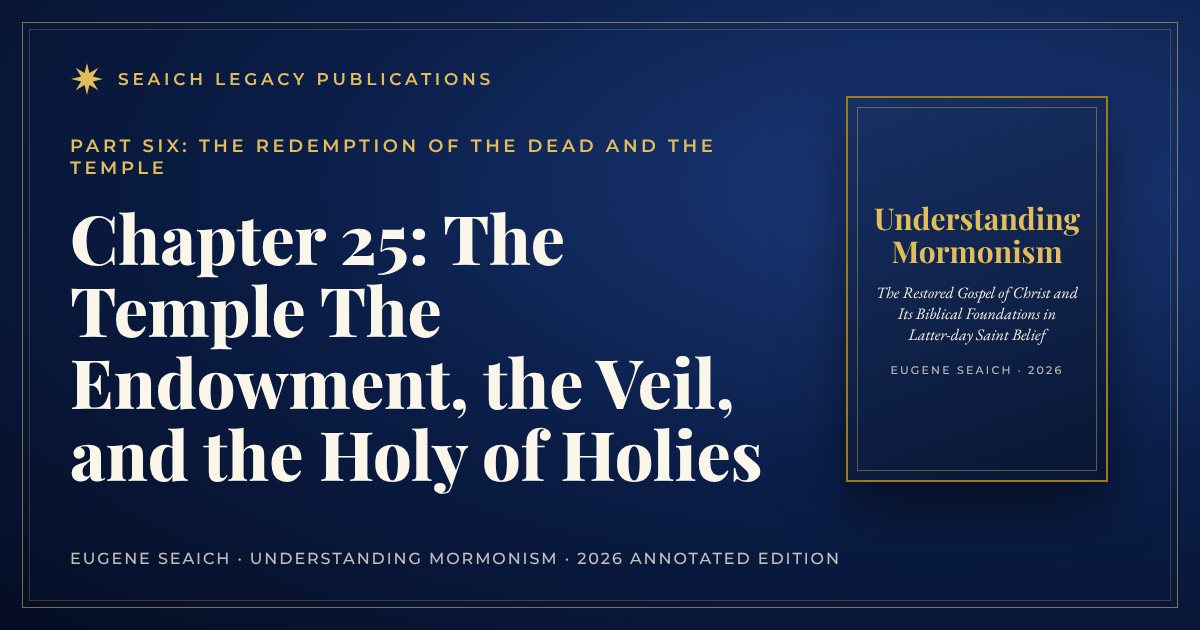 SEAICH LEGACY PUBLICATIONS
PART SIX: THE REDEMPTION OF THE DEAD AND THE
TEMPLE
Chapter 25: The
Temple The
Endowment, the Veil,
and the Holy of Holies
EUGENE SEAICH · UNDERSTANDING MORMONISM · 2026 ANNOTATED EDITION
Understanding
Mormonism
The Restored Gospel of Christ and
Its Biblical Foundations in
Latter-day Saint Belief
EUGENE SEAICH · 2026